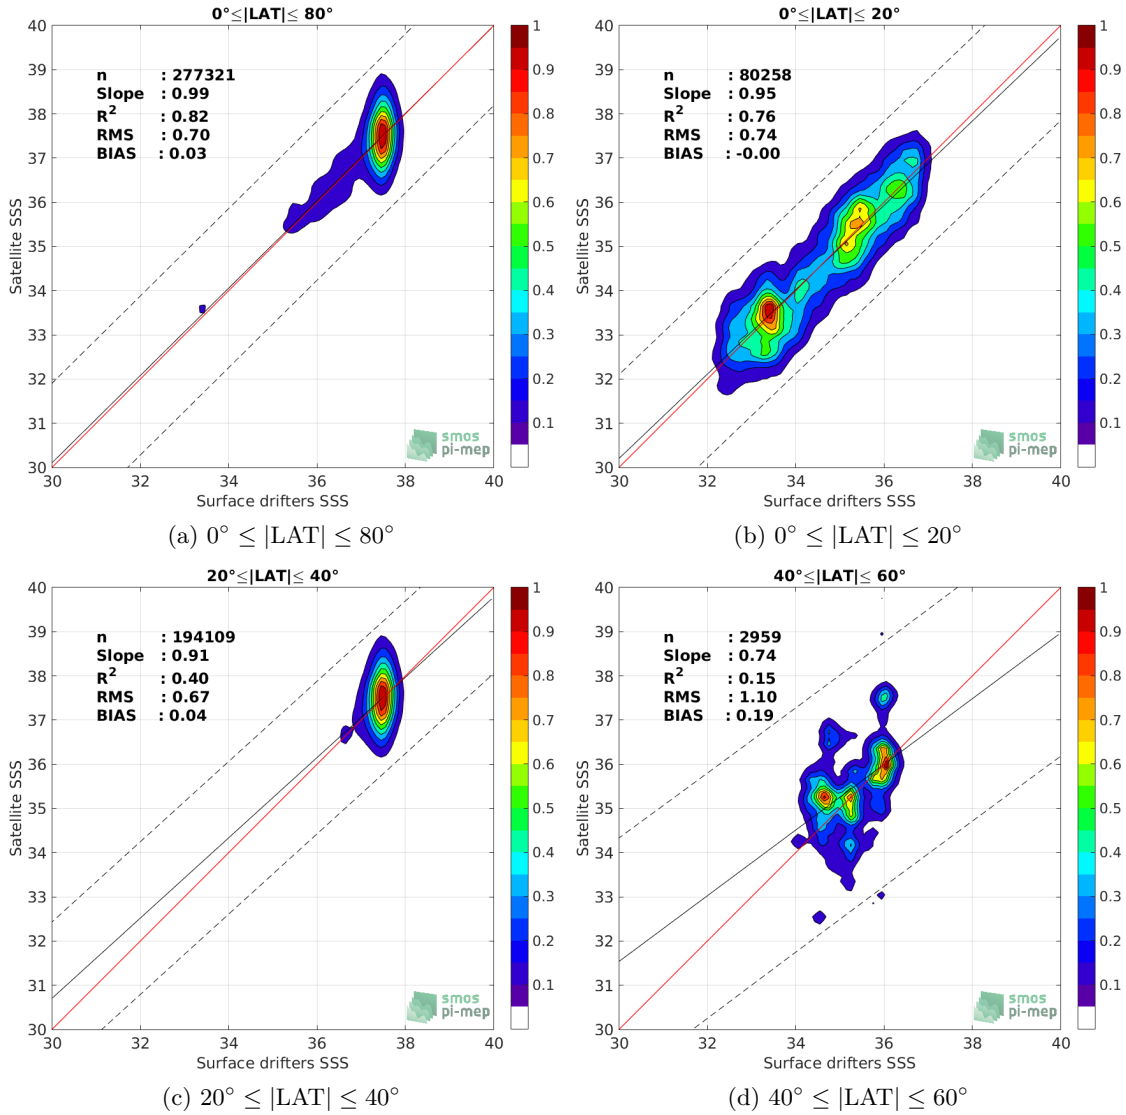 0°≤|LAT|≤ 80°
40
39
38
37
36
35
34
33
32
31
30
Satellite SSS
n : 277321
Slope : 0.99
R² : 0.82
RMS : 0.70
BIAS : 0.03
smos
pi-mep
30 32 34 36 38 40
Surface drifters SSS
1
0.9
0.8
0.7
0.6
0.5
0.4
0.3
0.2
0.1
(a) 0° ≤ |LAT| ≤ 80°
0°≤|LAT|≤ 20°
40
39
38
37
36
35
34
33
32
31
30
Satellite SSS
n : 80258
Slope : 0.95
R² : 0.76
RMS : 0.74
BIAS : -0.00
smos
pi-mep
30 32 34 36 38 40
Surface drifters SSS
1
0.9
0.8
0.7
0.6
0.5
0.4
0.3
0.2
0.1
(b) 0° ≤ |LAT| ≤ 20°
20°≤|LAT|≤ 40°
40
39
38
37
36
35
34
33
32
31
30
Satellite SSS
n : 194109
Slope : 0.91
R² : 0.40
RMS : 0.67
BIAS : 0.04
smos
pi-mep
30 32 34 36 38 40
Surface drifters SSS
1
0.9
0.8
0.7
0.6
0.5
0.4
0.3
0.2
0.1
(c) 20° ≤ |LAT| ≤ 40°
40°≤|LAT|≤ 60°
40
39
38
37
36
35
34
33
32
31
30
Satellite SSS
n : 2959
Slope : 0.74
R² : 0.15
RMS : 1.10
BIAS : 0.19
smos
pi-mep
30 32 34 36 38 40
Surface drifters SSS
1
0.9
0.8
0.7
0.6
0.5
0.4
0.3
0.2
0.1
(d) 40° ≤ |LAT| ≤ 60°